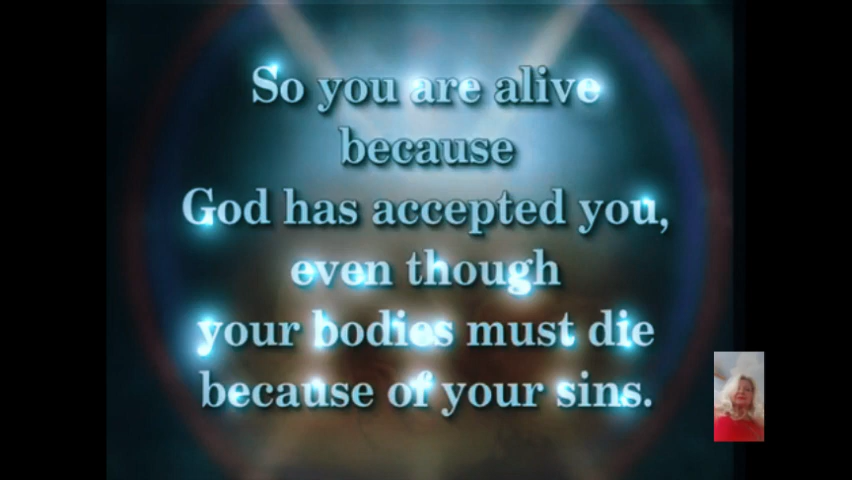 So you are alive
because
God has accepted you,
even though
your bodies must die
because of your sins.